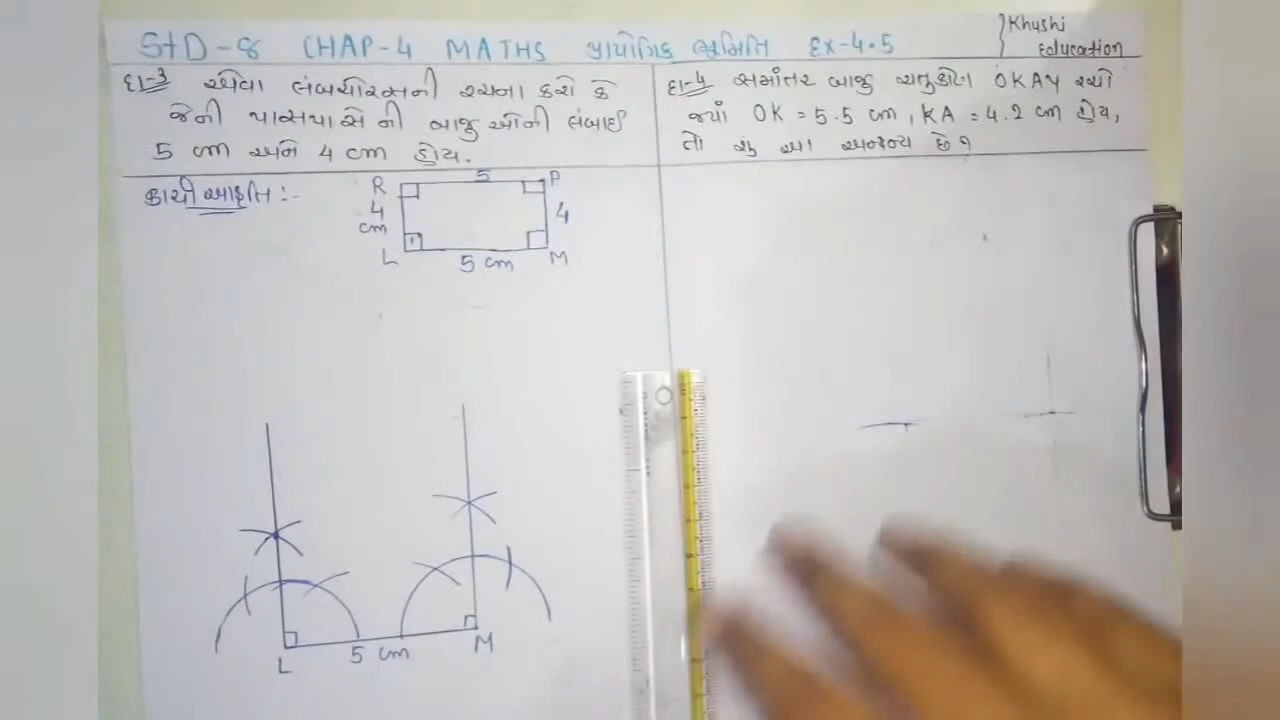 STD-8 CHAP-4 MATHS પ્રાયોગિક ભૂમિતિ Ex-4.5
Khushi
Education
દા-3 એવા લંબચોરસની રચના કરો કે
જેની પાસપાસેની બાજુઓની લંબાઈ
5 cm અને 4 cm હોય.
દા-4 સમાંતર બાજુ ચતુષ્કોણ OKAY રચો
જ્યાં OK = 5.5 cm, KA = 4.2 cm હોય,
તો શું આ અનન્ય છે?
કાચી આકૃતિ :-
R 5 P
4 cm 4
L 5 cm M
L 5 cm M